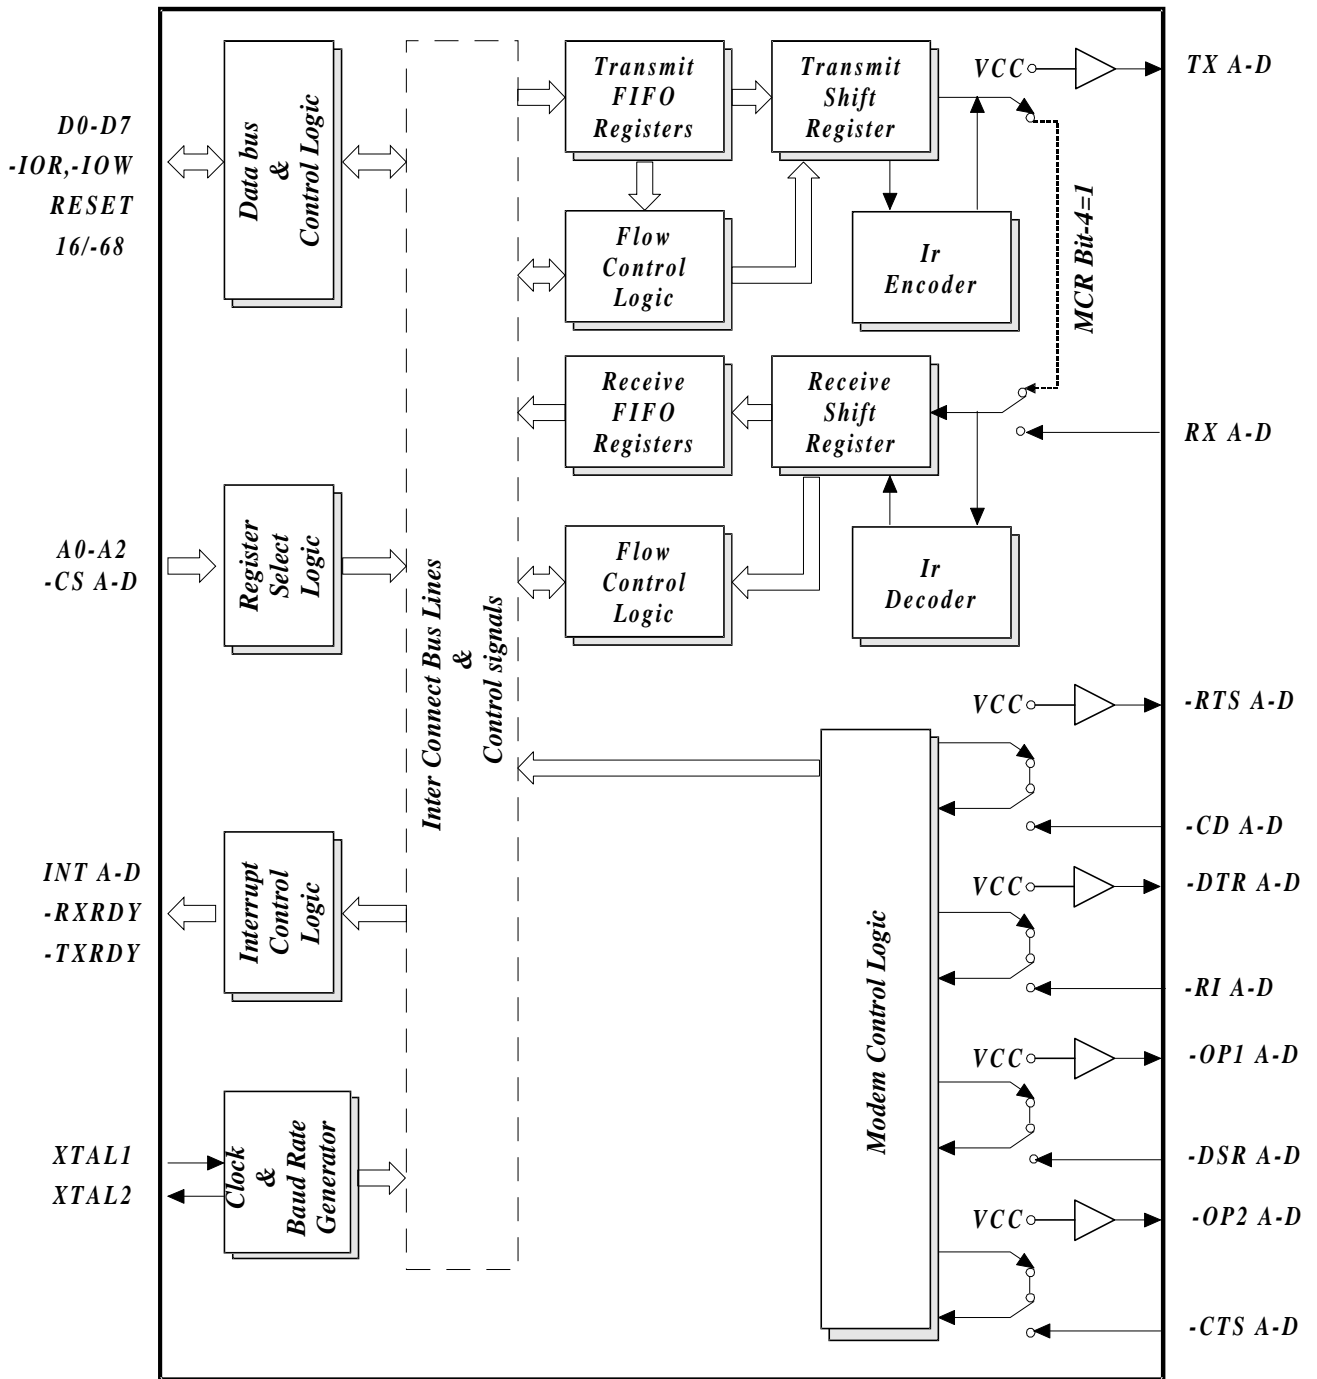 D0-D7
-IOR,-IOW
RESET
16/-68
Data bus
&
Control Logic
A0-A2
-CS A-D
Register
Select
Logic
INT A-D
-RXRDY
-TXRDY
Interrupt
Control
Logic
XTAL1
XTAL2
Clock
&
Baud Rate
Generator
Inter Connect Bus Lines
&
Control signals
Transmit
FIFO
Registers
Transmit
Shift
Register
Flow
Control
Logic
Ir
Encoder
Receive
FIFO
Registers
Receive
Shift
Register
Flow
Control
Logic
Ir
Decoder
MCR Bit-4=1
Modem Control Logic
VCC
TX A-D
RX A-D
VCC
-RTS A-D
-CD A-D
VCC
-DTR A-D
-RI A-D
VCC
-OP1 A-D
-DSR A-D
VCC
-OP2 A-D
-CTS A-D